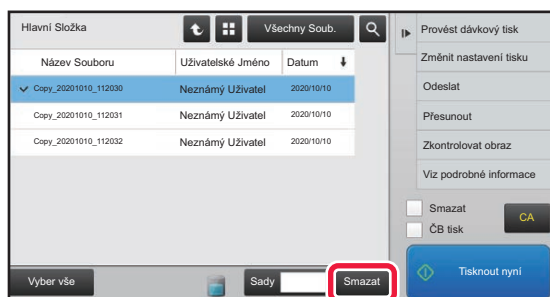 Hlavní Složka
Všechny Soub.
Název Souboru Uživatelské Jméno Datum
Copy_20201010_112030 Neznámý Uživatel 2020/10/10
Copy_20201010_112031 Neznámý Uživatel 2020/10/10
Copy_20201010_112032 Neznámý Uživatel 2020/10/10
Vyber vše
Sady
Smazat
Provést dávkový tisk
Změnit nastavení tisku
Odeslat
Přesunout
Zkontrolovat obraz
Viz podrobné informace
Smazat
ČB tisk
CA
Tisknout nyní